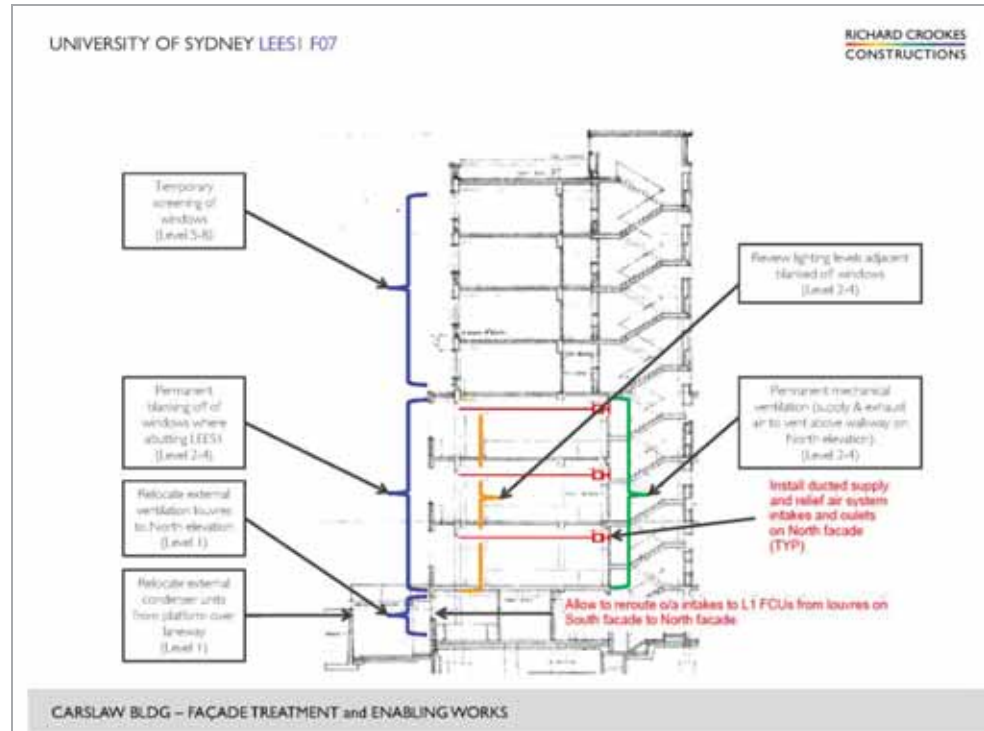 UNIVERSITY OF SYDNEY LEES1 F07
RICHARD CROOKES
CONSTRUCTIONS
Temporary
screening of
windows
(Level 5-8)
Review lighting levels adjacent
blanked off windows
(Level 2-4)
Permanent
blanking off of
windows where
abutting LEES1
(Level 2-4)
Permanent mechanical
ventilation (supply & exhaust
air to vent above walkway on
North elevation)
(Level 2-4)
Relocate external
ventilation louvres
to North elevation
(Level 1)
Install ducted supply
and relief air system
intakes and oulets
on North facade
(TYP)
Relocate external
condenser units
from platform over
laneway
(Level 1)
Allow to reroute o/a intakes to L1 FCUs from louvres on
South facade to North facade
CARSLAW BLDG – FAÇADE TREATMENT and ENABLING WORKS